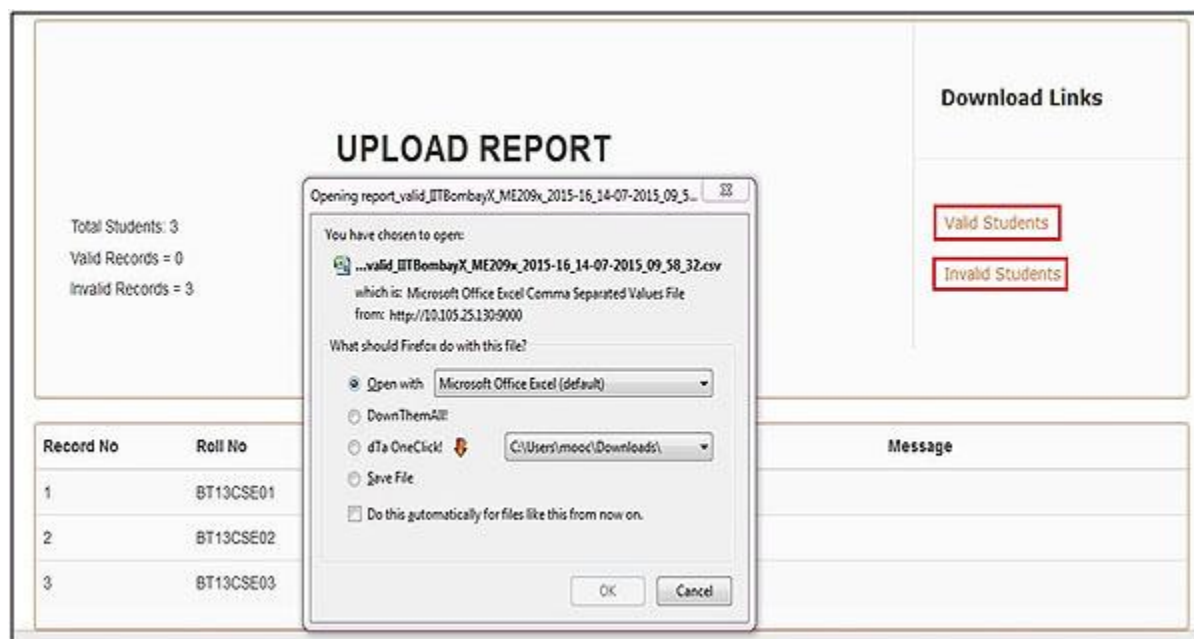 Download Links
UPLOAD REPORT
Total Students: 3
Valid Records = 0
Invalid Records = 3
Valid Students
Invalid Students
Opening report_valid_IITBombayX_ME209x_2015-16_14-07-2015_09_5...
You have chosen to open:
...valid_IITBombayX_ME209x_2015-16_14-07-2015_09_58_32.csv
which is: Microsoft Office Excel Comma Separated Values File
from: http://10.105.25.130:9000
What should Firefox do with this file?
Open with Microsoft Office Excel (default)
DownThemAll!
dTa OneClick! C:\Users\mooc\Downloads\
Save File
Do this automatically for files like this from now on.
OK Cancel
Record No Roll No Message
1 BT13CSE01
2 BT13CSE02
3 BT13CSE03